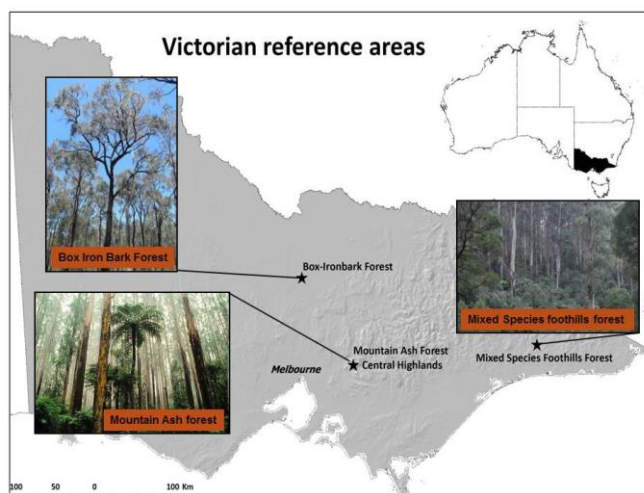 Victorian reference areas
Box Iron Bark Forest
Box-Ironbark Forest
Mixed Species foothills forest
Mountain Ash Forest
Central Highlands
Mixed Species Foothills Forest
Melbourne
Mountain Ash forest
100 50 0 100 Km